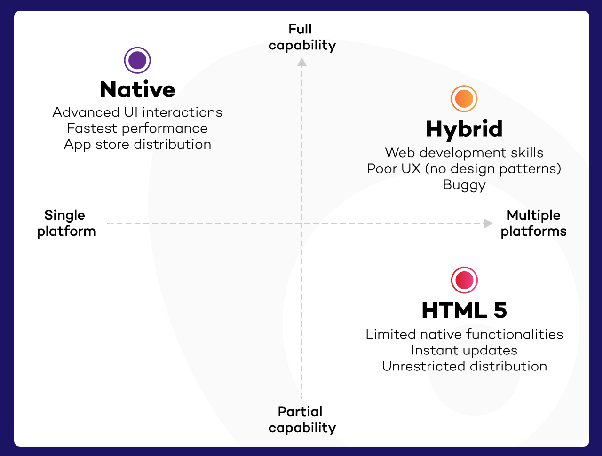 Full
capability
Native
Advanced UI interactions
Fastest performance
App store distribution
Hybrid
Web development skills
Poor UX (no design patterns)
Buggy
Single
platform
Multiple
platforms
HTML 5
Limited native functionalities
Instant updates
Unrestricted distribution
Partial
capability